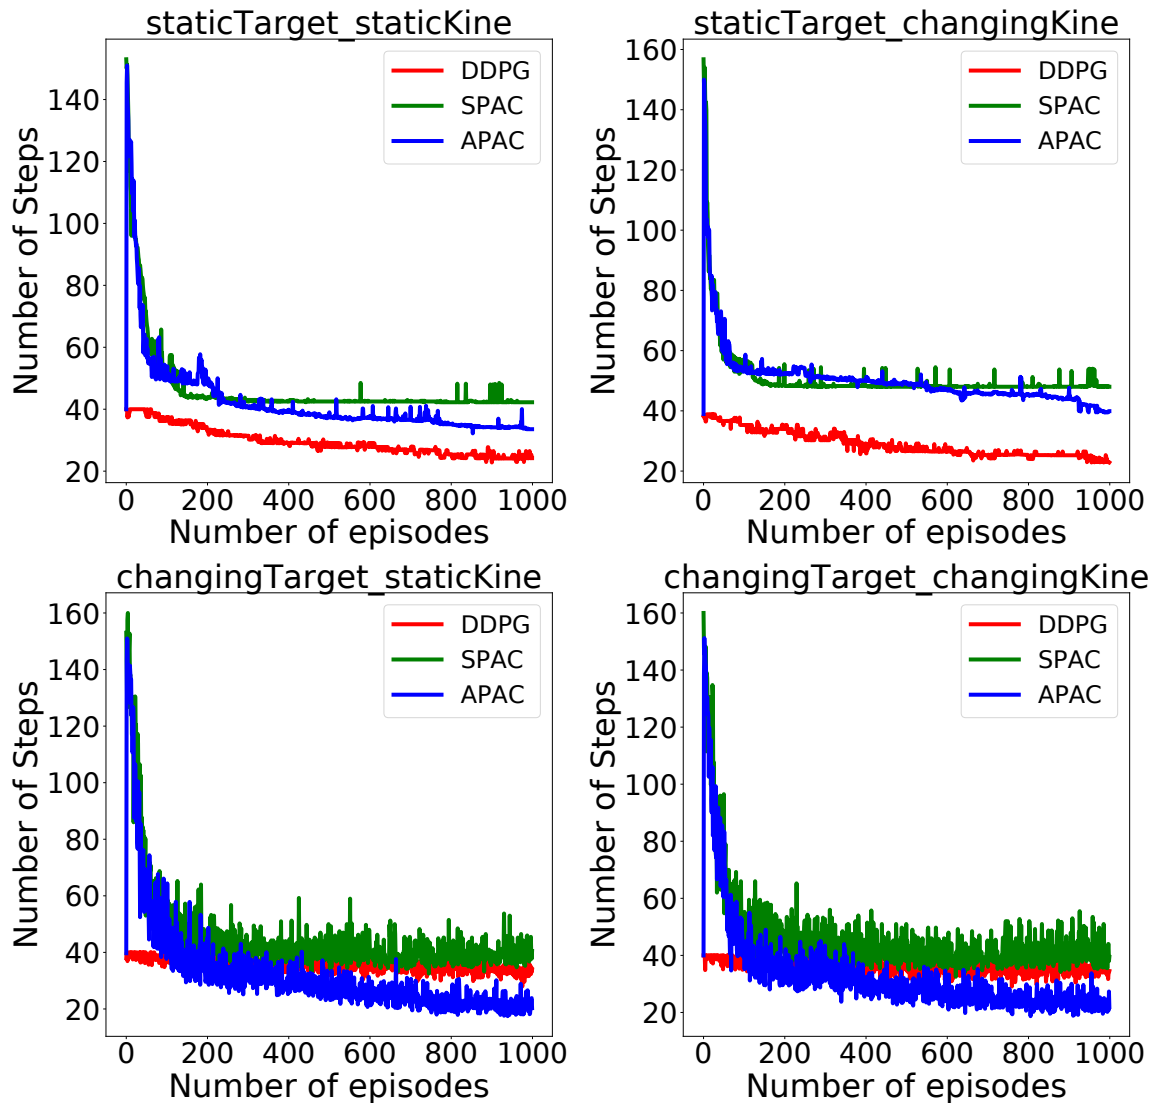 staticTarget_staticKine
Number of Steps
140
120
100
80
60
40
20
0
200
400
600
800
1000
Number of episodes
DDPG
SPAC
APAC
staticTarget_changingKine
Number of Steps
160
140
120
100
80
60
40
20
0
200
400
600
800
1000
Number of episodes
DDPG
SPAC
APAC
changingTarget_staticKine
Number of Steps
160
140
120
100
80
60
40
20
0
200
400
600
800
1000
Number of episodes
DDPG
SPAC
APAC
changingTarget_changingKine
Number of Steps
160
140
120
100
80
60
40
20
0
200
400
600
800
1000
Number of episodes
DDPG
SPAC
APAC